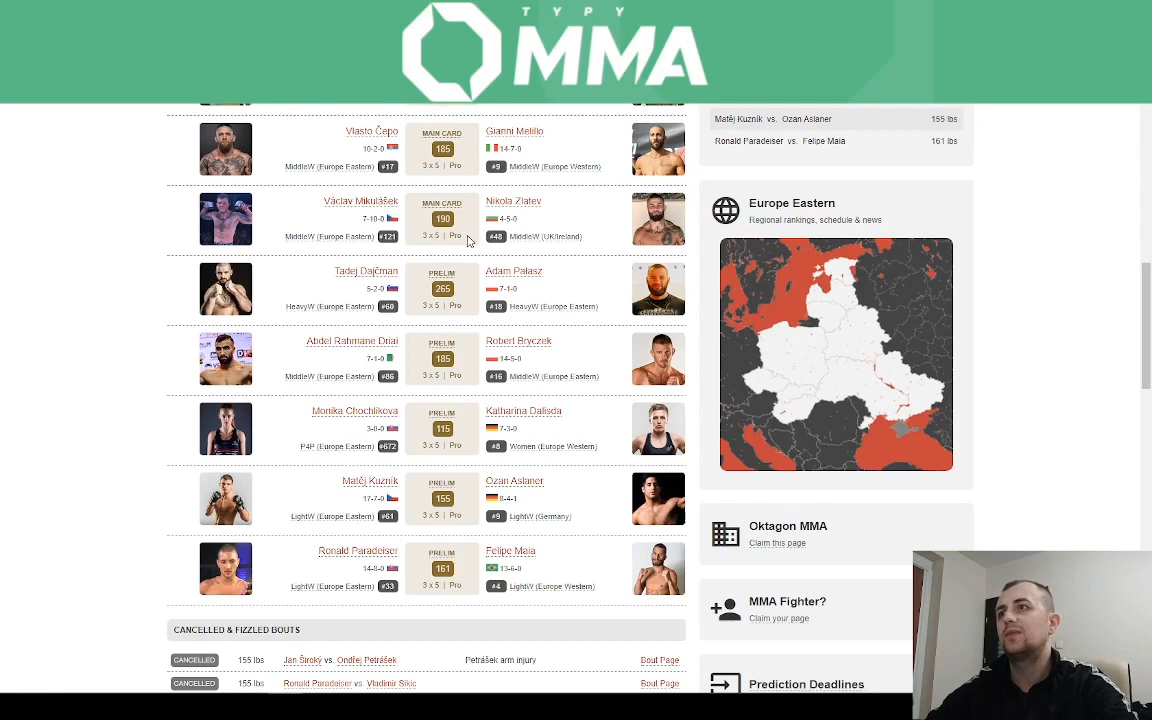 TYPY
MMA
Vlasto Čepo
10-2-0
MiddleW (Europe Eastern) #17
MAIN CARD
185
3 x 5 | Pro
Gianni Melillo
14-7-0
#9 MiddleW (Europe Western)
Václav Mikulášek
7-10-0
MiddleW (Europe Eastern) #121
MAIN CARD
190
3 x 5 | Pro
Nikola Zlatev
4-5-0
#48 MiddleW (UK/Ireland)
Tadej Dajčman
5-2-0
HeavyW (Europe Eastern) #60
PRELIM
265
3 x 5 | Pro
Adam Pałasz
7-1-0
#18 HeavyW (Europe Eastern)
Abdel Rahmane Driai
7-1-0
MiddleW (Europe Eastern) #86
PRELIM
185
3 x 5 | Pro
Robert Bryczek
14-5-0
#16 MiddleW (Europe Eastern)
Monika Chochlíkova
3-0-0
P4P (Europe Eastern) #672
PRELIM
115
3 x 5 | Pro
Katharina Dalisda
7-3-0
#8 Women (Europe Western)
Matěj Kuzník
17-7-0
LightW (Europe Eastern) #61
PRELIM
155
3 x 5 | Pro
Ozan Aslaner
8-4-1
#9 LightW (Germany)
Ronald Paradeiser
14-8-0
LightW (Europe Eastern) #33
PRELIM
161
3 x 5 | Pro
Felipe Maia
13-6-0
#4 LightW (Europe Western)
CANCELLED & FIZZLED BOUTS
CANCELLED 155 lbs Jan Široký vs. Ondřej Petrášek Petrášek arm injury Bout Page
CANCELLED 155 lbs Ronald Paradeiser vs. Vladimir Sikic Bout Page
Matěj Kuzník vs. Ozan Aslaner 155 lbs
Ronald Paradeiser vs. Felipe Maia 161 lbs
Europe Eastern
Regional rankings, schedule & news
Oktagon MMA
Claim this page
MMA Fighter?
Claim your page
Prediction Deadlines